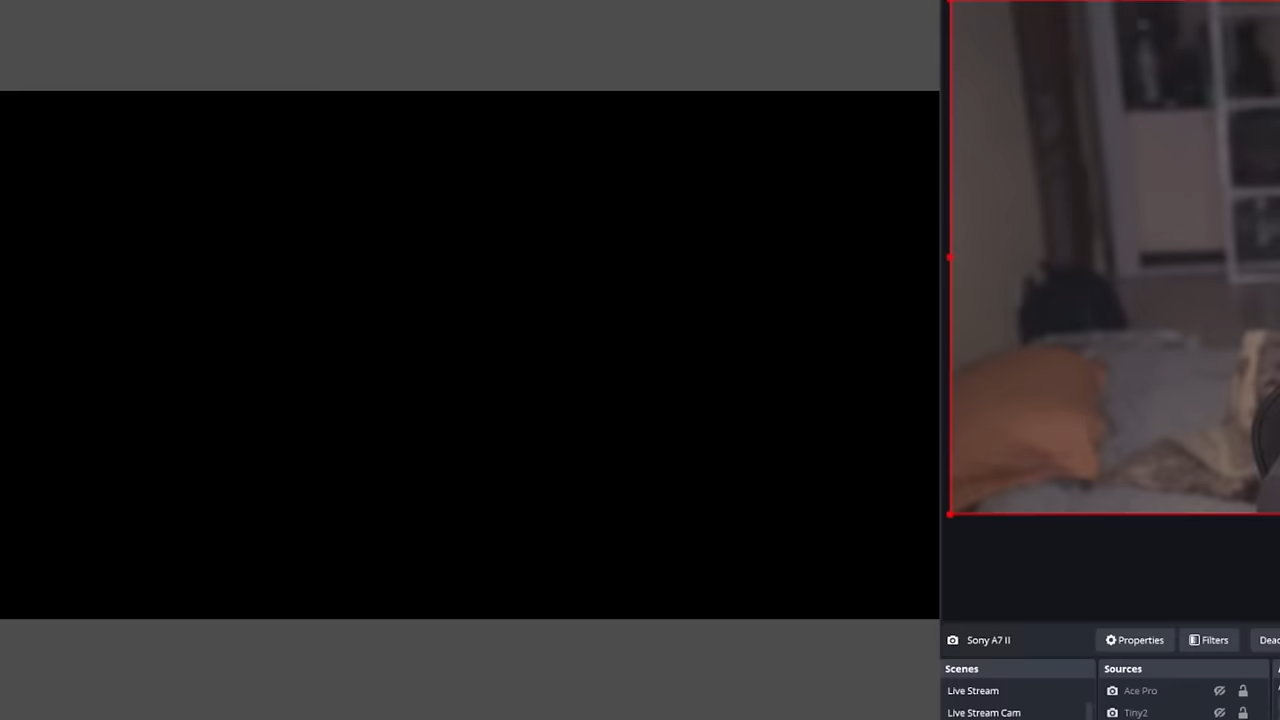 Sony A7 II
Properties
Filters
Scenes
Sources
Live Stream
Ace Pro
Live Stream Cam
Tiny2